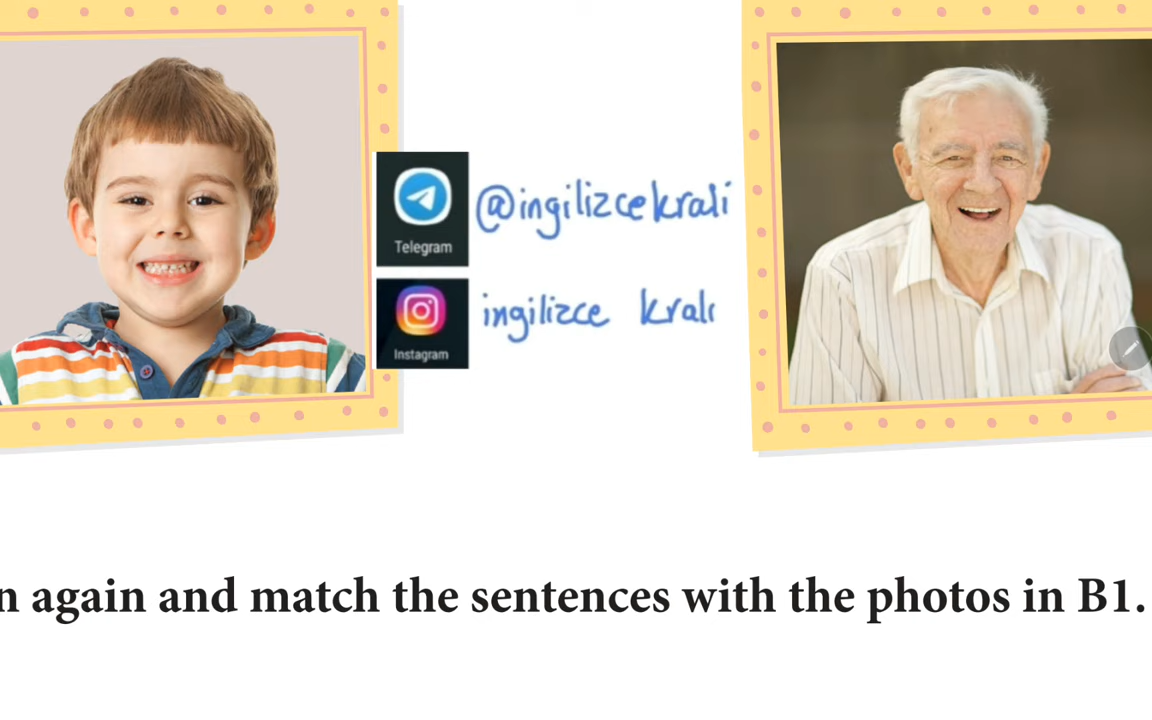 Telegram
@ingilizcekrali
Instagram
ingilizce kralı
n again and match the sentences with the photos in B1.